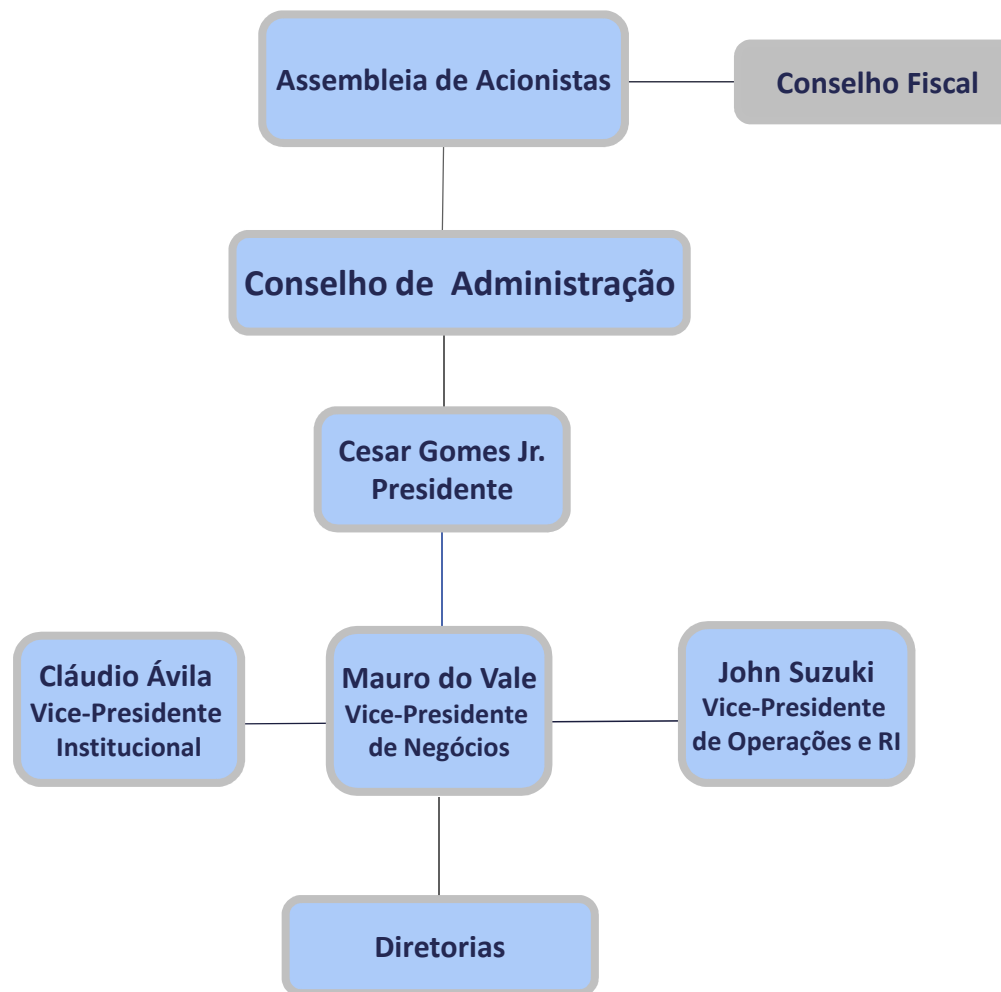 Assembleia de Acionistas
Conselho Fiscal
Conselho de Administração
Cesar Gomes Jr.
Presidente
Cláudio Ávila
Vice-Presidente
Institucional
Mauro do Vale
Vice-Presidente
de Negócios
John Suzuki
Vice-Presidente
de Operações e RI
Diretorias